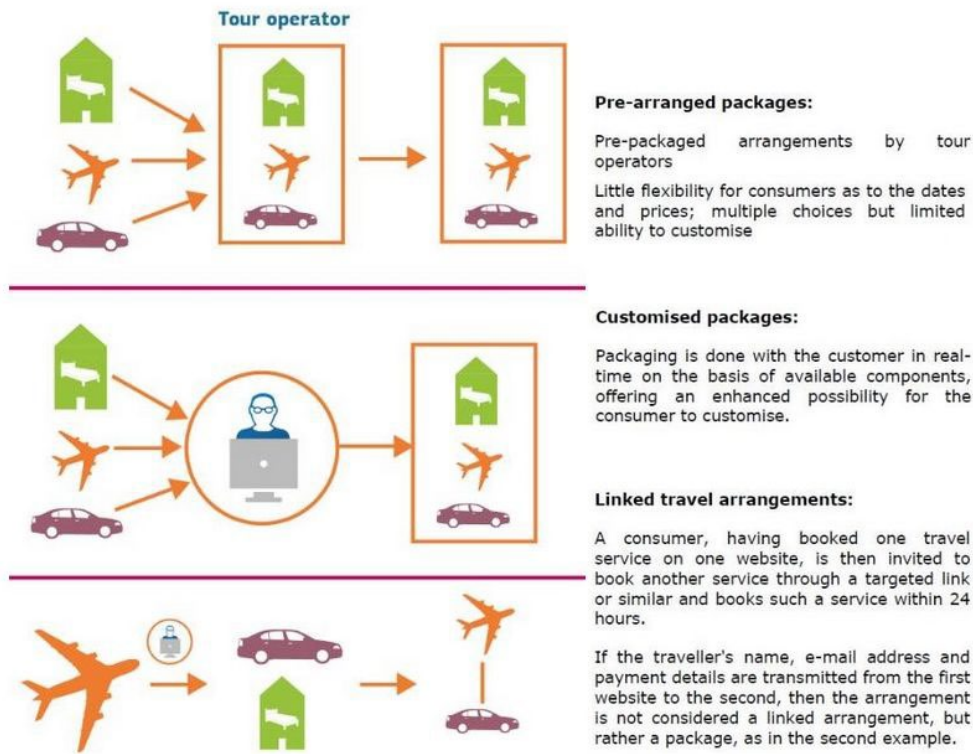 Tour operator
Pre-arranged packages:
Pre-packaged arrangements by tour
operators
Little flexibility for consumers as to the dates
and prices; multiple choices but limited
ability to customise
Customised packages:
Packaging is done with the customer in real-
time on the basis of available components,
offering an enhanced possibility for the
consumer to customise.
Linked travel arrangements:
A consumer, having booked one travel
service on one website, is then invited to
book another service through a targeted link
or similar and books such a service within 24
hours.
If the traveller's name, e-mail address and
payment details are transmitted from the first
website to the second, then the arrangement
is not considered a linked arrangement, but
rather a package, as in the second example.